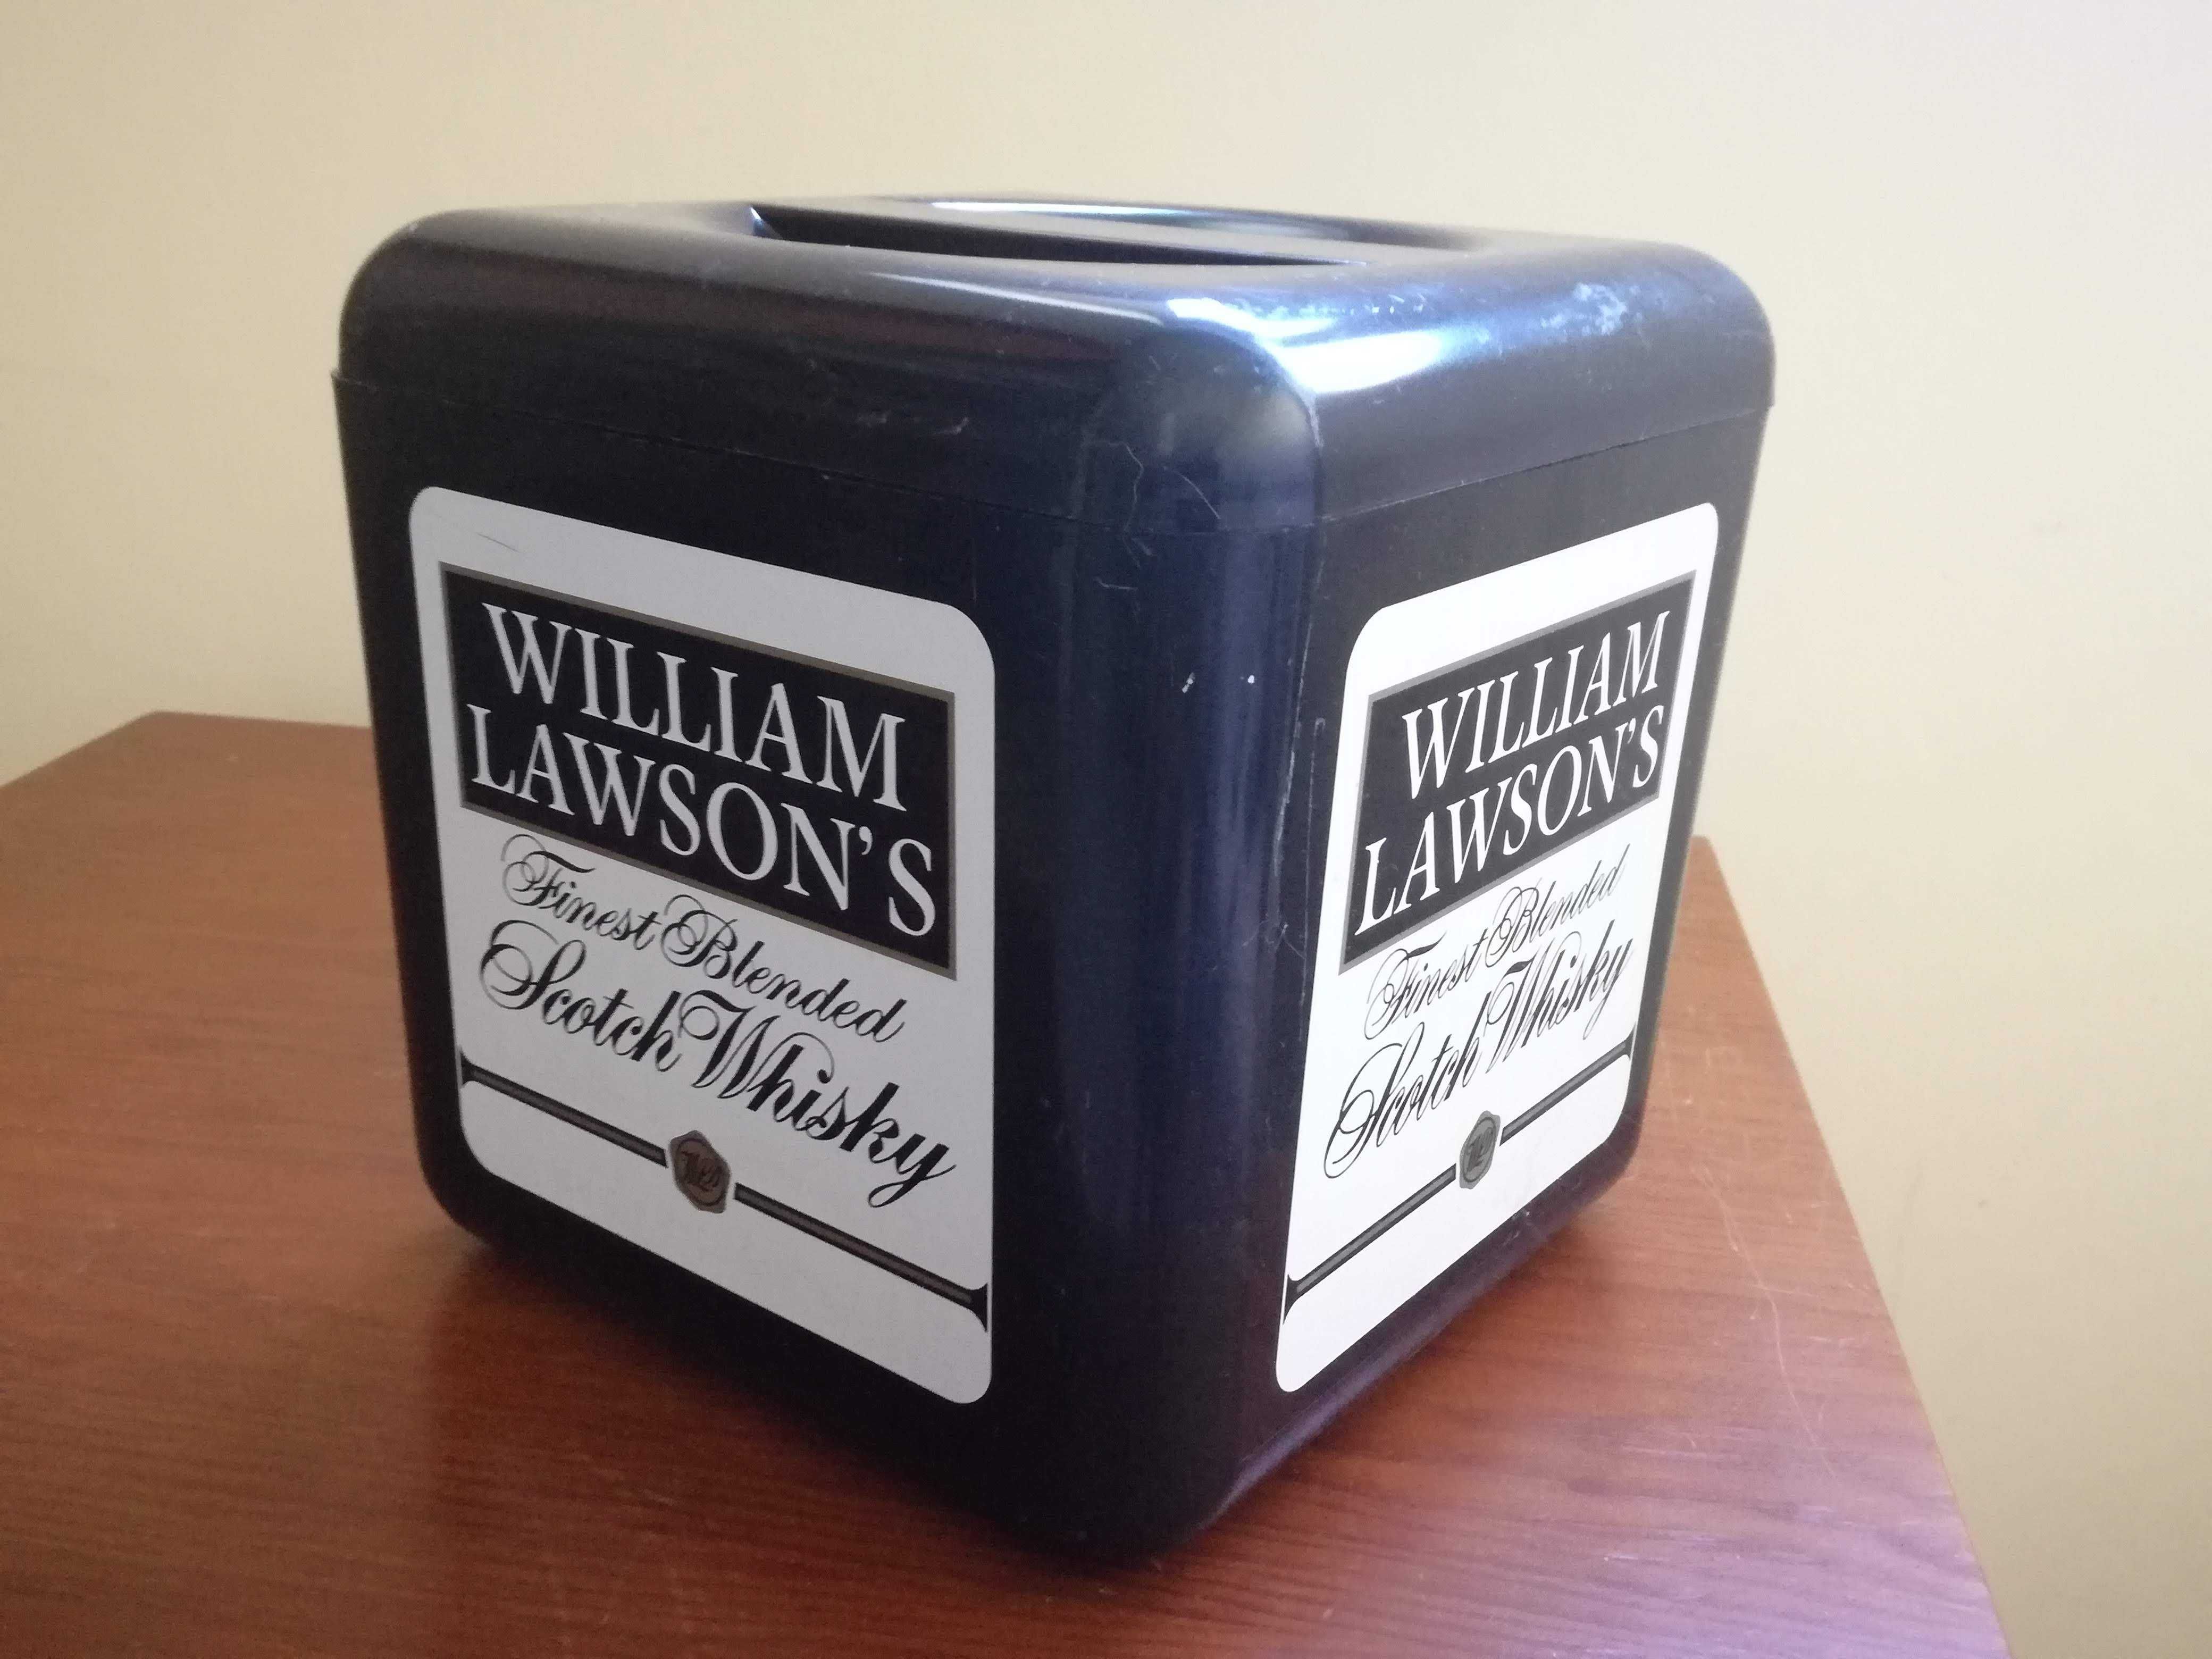 WILLIAM
LAWSON'S
Finest Blended
Scotch Whisky
WILLIAM
LAWSON'S
Finest Blended
Scotch Whisky